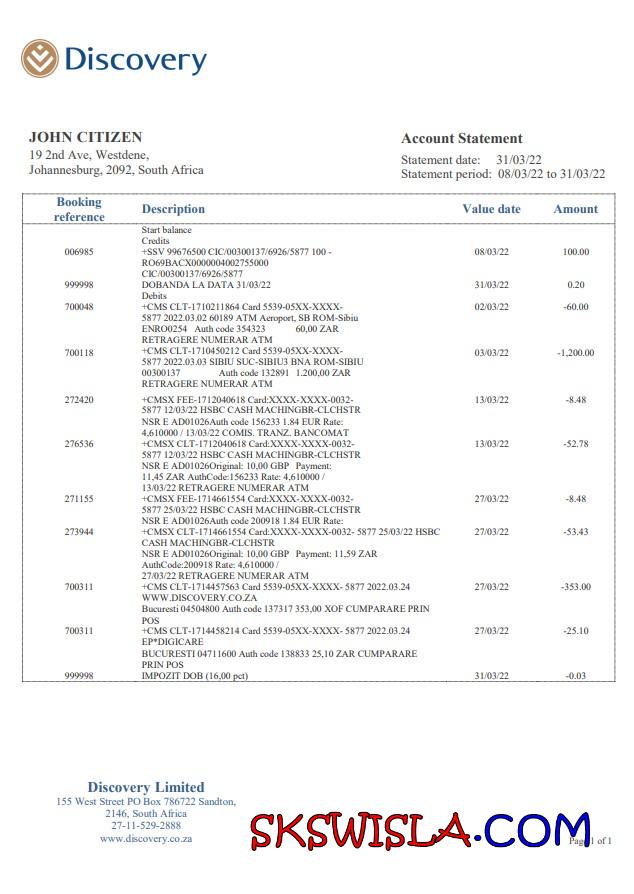 Discovery
JOHN CITIZEN
19 2nd Ave, Westdene,
Johannesburg, 2092, South Africa
Account Statement
Statement date: 31/03/22
Statement period: 08/03/22 to 31/03/22
Booking reference Description Value date Amount
Start balance
Credits
006985 +SSV 99676500 CIC/00300137/6926/5877 100 - 08/03/22 100.00
RO69BACX0000004002755000
CIC/00300137/6926/5877
999998 DOBANDA LA DATA 31/03/22 31/03/22 0.20
Debits
700048 +CMS CLT-1710211864 Card 5539-05XX-XXXX- 02/03/22 -60.00
5877 2022.03.02 60189 ATM Aeroport, SB ROM-Sibiu
ENRO0254 Auth code 354323 60,00 ZAR
RETRAGERE NUMERAR ATM
700118 +CMS CLT-1710450212 Card 5539-05XX-XXXX- 03/03/22 -1,200.00
5877 2022.03.03 SIBIU SUC-SIBIU3 BNA ROM-SIBIU
00300137 Auth code 132891 1.200,00 ZAR
RETRAGERE NUMERAR ATM
272420 +CMSX FEE-1712040618 Card:XXXX-XXXX-0032- 13/03/22 -8.48
5877 12/03/22 HSBC CASH MACHINGBR-CLCHSTR
NSR E AD01026Auth code 156233 1.84 EUR Rate:
4,610000 / 13/03/22 COMIS. TRANZ. BANCOMAT
276536 +CMSX CLT-1712040618 Card:XXXX-XXXX-0032- 13/03/22 -52.78
5877 12/03/22 HSBC CASH MACHINGBR-CLCHSTR
NSR E AD01026Original: 10,00 GBP Payment:
11,45 ZAR AuthCode:156233 Rate: 4,610000 /
13/03/22 RETRAGERE NUMERAR ATM
271155 +CMSX FEE-1714661554 Card:XXXX-XXXX-0032- 27/03/22 -8.48
5877 25/03/22 HSBC CASH MACHINGBR-CLCHSTR
NSR E AD01026Auth code 200918 1.84 EUR Rate:
273944 +CMSX CLT-1714661554 Card:XXXX-XXXX-0032- 5877 25/03/22 HSBC 27/03/22 -53.43
CASH MACHINGBR-CLCHSTR
NSR E AD01026Original: 10,00 GBP Payment: 11,59 ZAR
AuthCode:200918 Rate: 4,610000 /
27/03/22 RETRAGERE NUMERAR ATM
700311 +CMS CLT-1714457563 Card 5539-05XX-XXXX- 5877 2022.03.24 27/03/22 -353.00
WWW.DISCOVERY.CO.ZA
Bucuresti 04504800 Auth code 137317 353,00 XOF CUMPARARE PRIN
POS
700311 +CMS CLT-1714458214 Card 5539-05XX-XXXX- 5877 2022.03.24 27/03/22 -25.10
EP*DIGICARE
BUCURESTI 04711600 Auth code 138833 25,10 ZAR CUMPARARE
PRIN POS
999998 IMPOZIT DOB (16,00 pct) 31/03/22 -0.03
Discovery Limited
155 West Street PO Box 786722 Sandton,
2146, South Africa
27-11-529-2888
www.discovery.co.za
SKSWISLA.COM
Page 1 of 1